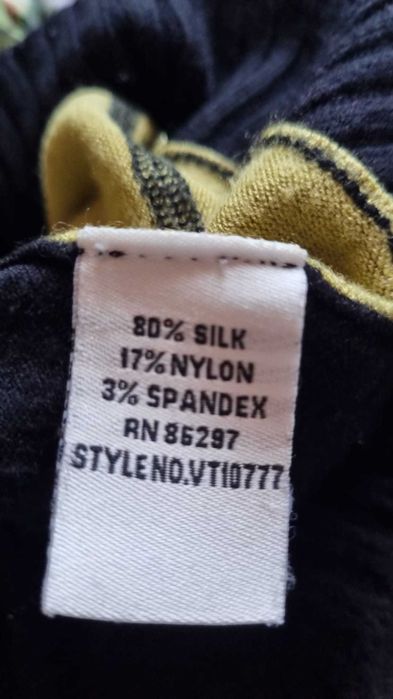 80% SILK
17% NYLON
3% SPANDEX
RN 86297
STYLE NO.VT10777